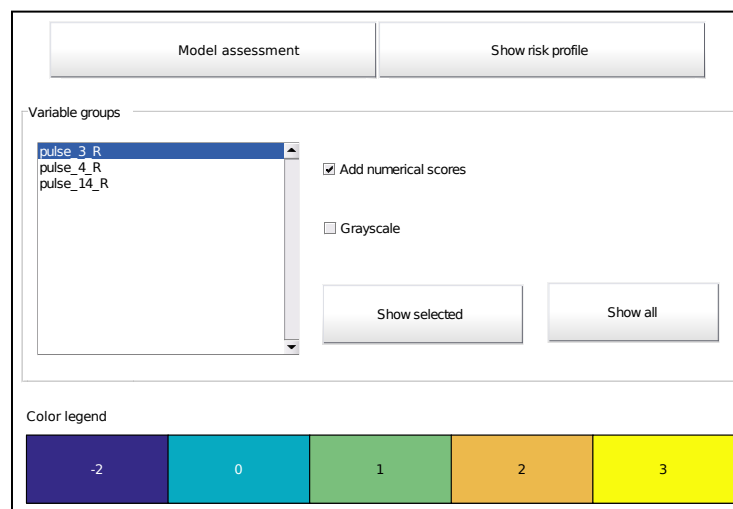 Model assessment
Show risk profile
Variable groups
pulse_3_R
pulse_4_R
pulse_14_R
Add numerical scores
Grayscale
Show selected
Show all
Color legend
-2 0 1 2 3